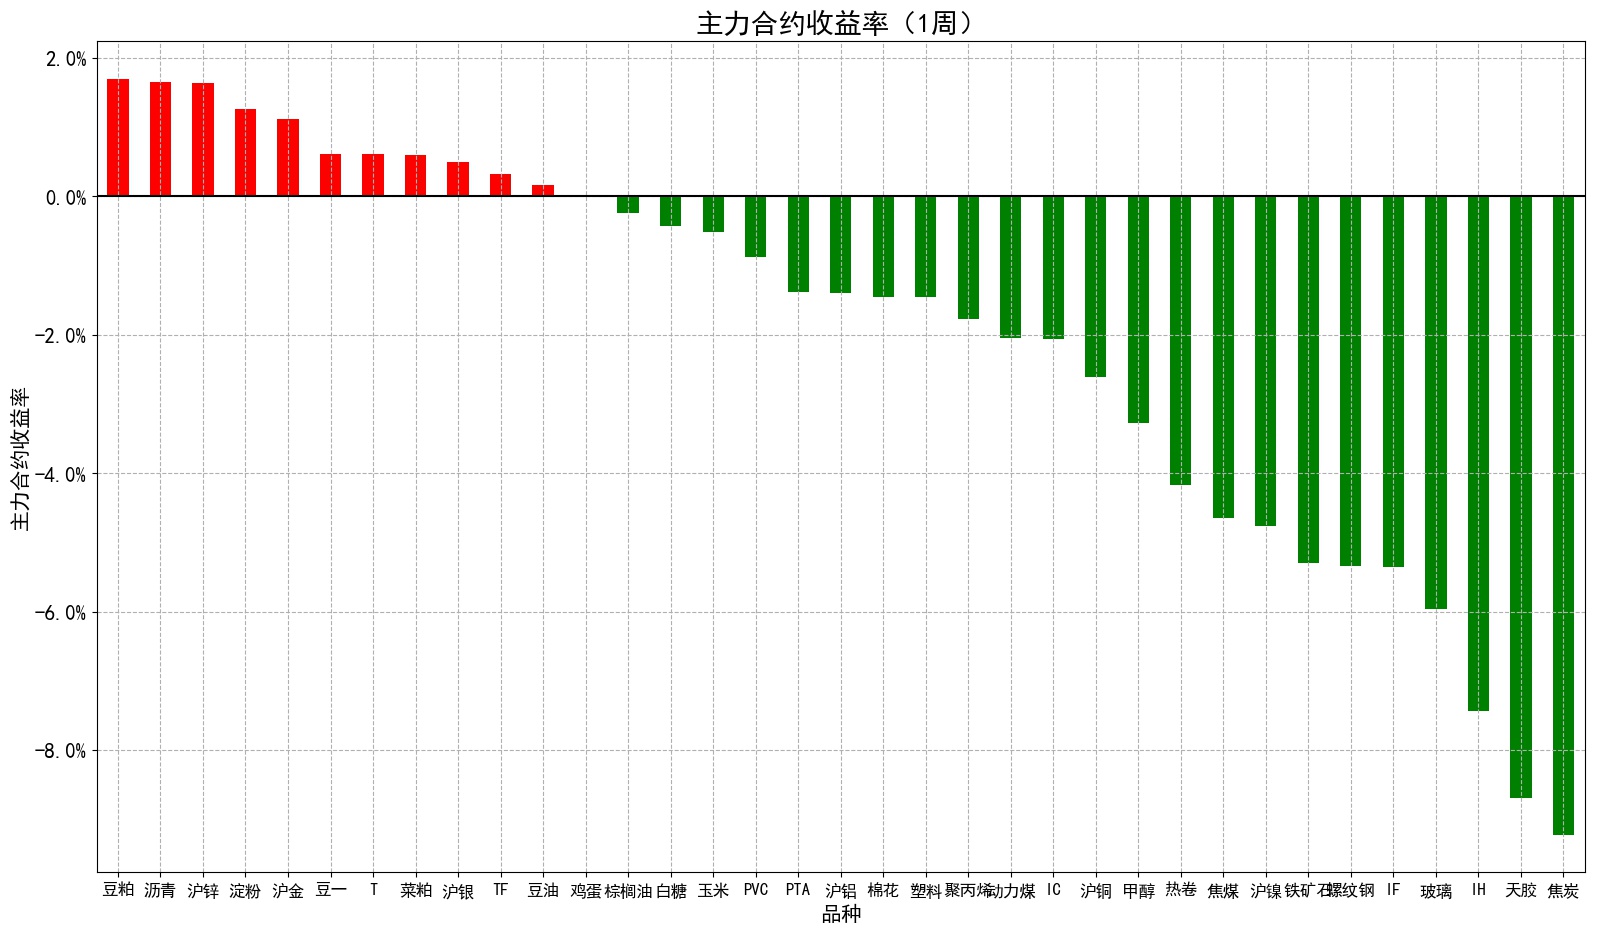 主力合约收益率（1周）
2.0%
0.0%
-2.0%
-4.0%
-6.0%
-8.0%
主力合约收益率
豆粕 沥青 沪锌 淀粉 沪金 豆一 T 菜粕 沪银 TF 豆油 鸡蛋 棕榈油 白糖 玉米 PVC PTA 沪铝 棉花 塑料 聚丙烯 动力煤 IC 沪铜 甲醇 热卷 焦煤 沪镍 铁矿石 螺纹钢 IF 玻璃 IH 天胶 焦炭
品种